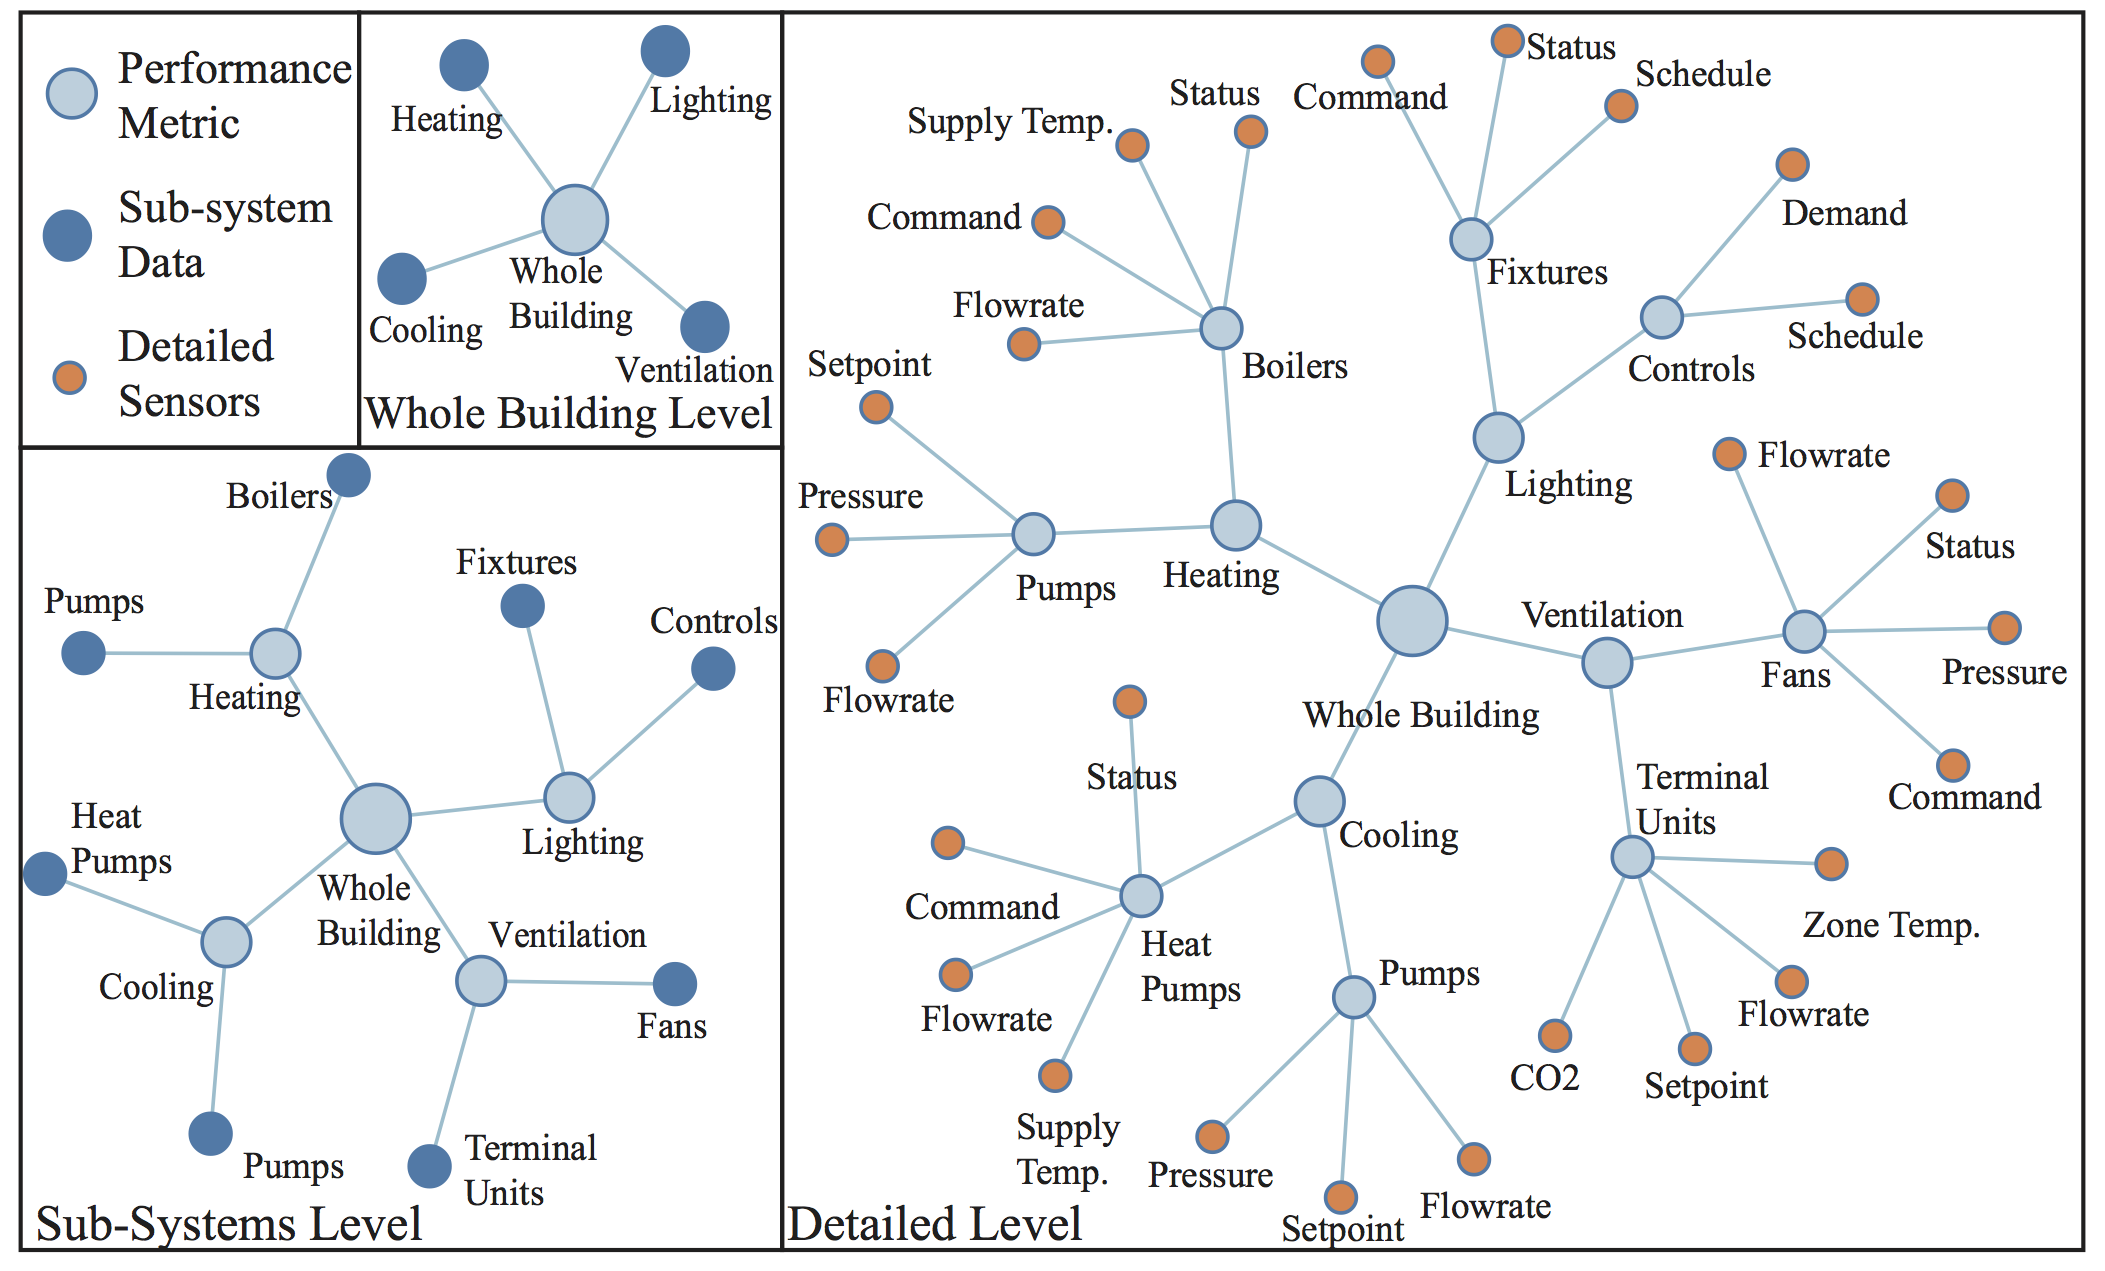 Performance
Metric
Sub-system
Data
Detailed
Sensors
Heating
Lighting
Cooling
Whole
Building
Ventilation
Whole Building Level
Boilers
Pumps
Fixtures
Controls
Heating
Heat
Pumps
Lighting
Whole
Building
Cooling
Ventilation
Fans
Pumps
Terminal
Units
Sub-Systems Level
Status
Command
Schedule
Status
Supply Temp.
Command
Flowrate
Demand
Fixtures
Schedule
Controls
Boilers
Setpoint
Pressure
Pumps
Heating
Flowrate
Lighting
Flowrate
Status
Ventilation
Fans
Pressure
Command
Whole Building
Status
Cooling
Terminal
Units
Command
Heat
Pumps
Flowrate
Supply
Temp.
Pumps
Pressure
Setpoint
Flowrate
Zone Temp.
Flowrate
CO2
Setpoint
Detailed Level